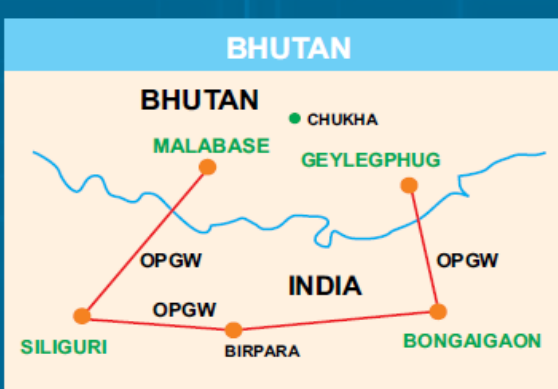 BHUTAN
BHUTAN
CHUKHA
MALABASE
GEYLEGPHUG
OPGW
OPGW
INDIA
OPGW
SILIGURI
BIRPARA
BONGAIGAON